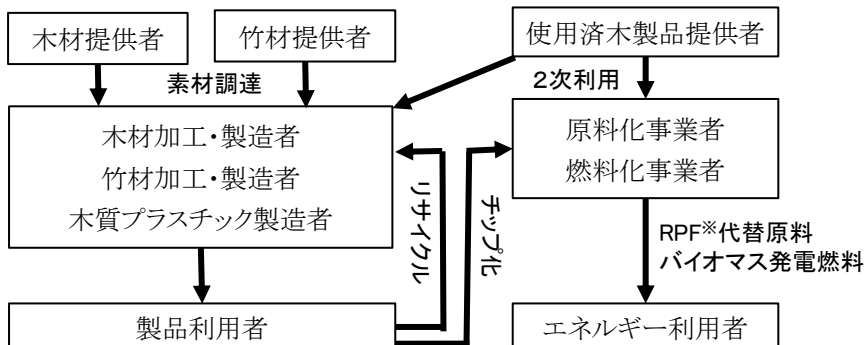 木材提供者
竹材提供者
使用済木製品提供者
素材調達
2次利用
木材加工・製造者
竹材加工・製造者
木質プラスチック製造者
原料化事業者
燃料化事業者
リサイクル
チップ化
RPF※代替原料
バイオマス発電燃料
製品利用者
エネルギー利用者